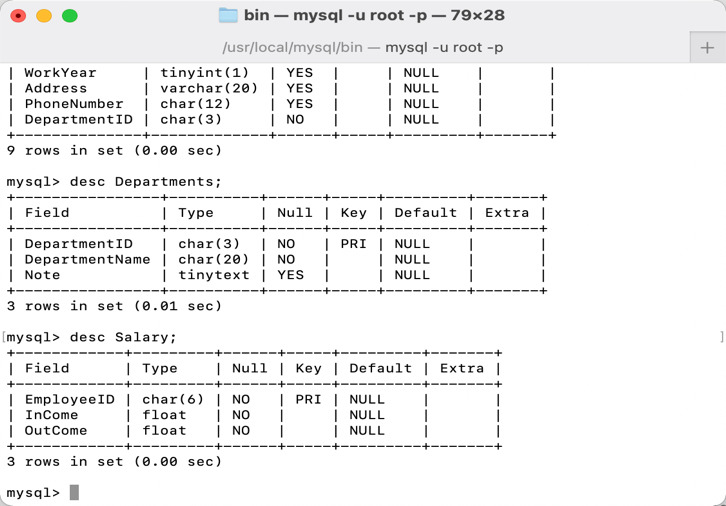 bin — mysql -u root -p — 79×28
/usr/local/mysql/bin — mysql -u root -p +
| WorkYear     | tinyint(1)  | YES  |     | NULL    |       |
| Address      | varchar(20) | YES  |     | NULL    |       |
| PhoneNumber  | char(12)    | YES  |     | NULL    |       |
| DepartmentID | char(3)     | NO   |     | NULL    |       |
+--------------+-------------+------+-----+---------+-------+
9 rows in set (0.00 sec)
mysql> desc Departments;
+----------------+----------+------+-----+---------+-------+
| Field          | Type     | Null | Key | Default | Extra |
+----------------+----------+------+-----+---------+-------+
| DepartmentID   | char(3)  | NO   | PRI | NULL    |       |
| DepartmentName | char(20) | NO   |     | NULL    |       |
| Note           | tinytext | YES  |     | NULL    |       |
+----------------+----------+------+-----+---------+-------+
3 rows in set (0.01 sec)
[mysql> desc Salary; ]
+------------+---------+------+-----+---------+-------+
| Field      | Type    | Null | Key | Default | Extra |
+------------+---------+------+-----+---------+-------+
| EmployeeID | char(6) | NO   | PRI | NULL    |       |
| InCome     | float   | NO   |     | NULL    |       |
| OutCome    | float   | NO   |     | NULL    |       |
+------------+---------+------+-----+---------+-------+
3 rows in set (0.00 sec)
mysql>